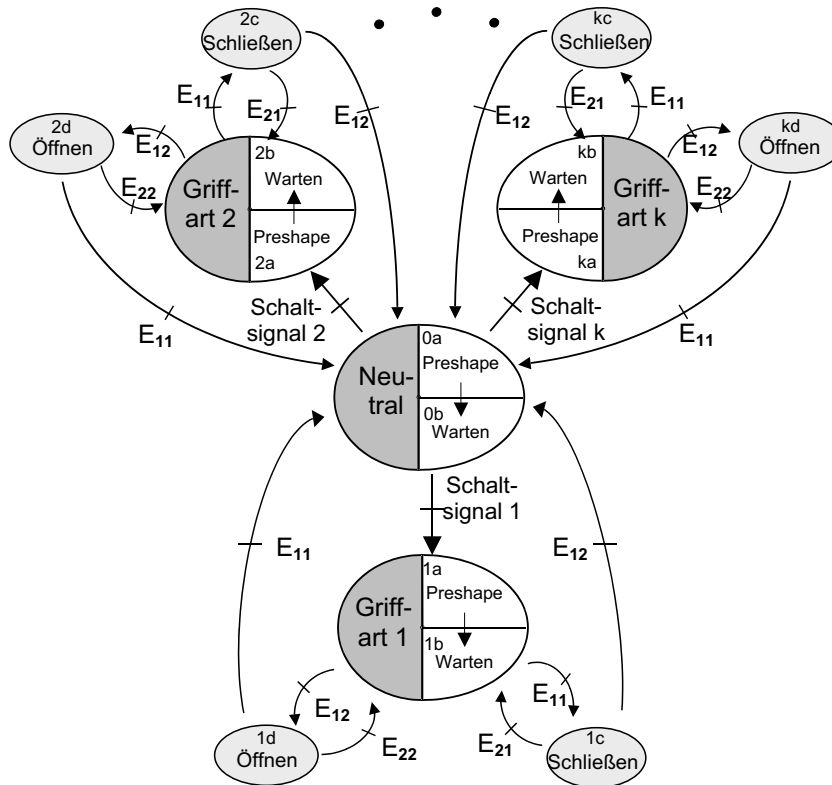 2c
Schließen
kc
Schließen
E11
E21
E12
E12
E21
E11
2d
Öffnen
E12
E22
Griff-
art 2
2b
Warten
Preshape
2a
kb
Warten
Preshape
ka
Griff-
art k
E12
E22
kd
Öffnen
E11
Schalt-
signal 2
Schalt-
signal k
E11
Neu-
tral
0a
Preshape
0b
Warten
Schalt-
signal 1
E11
E12
Griff-
art 1
1a
Preshape
1b
Warten
E12
E22
E11
E21
1d
Öffnen
1c
Schließen